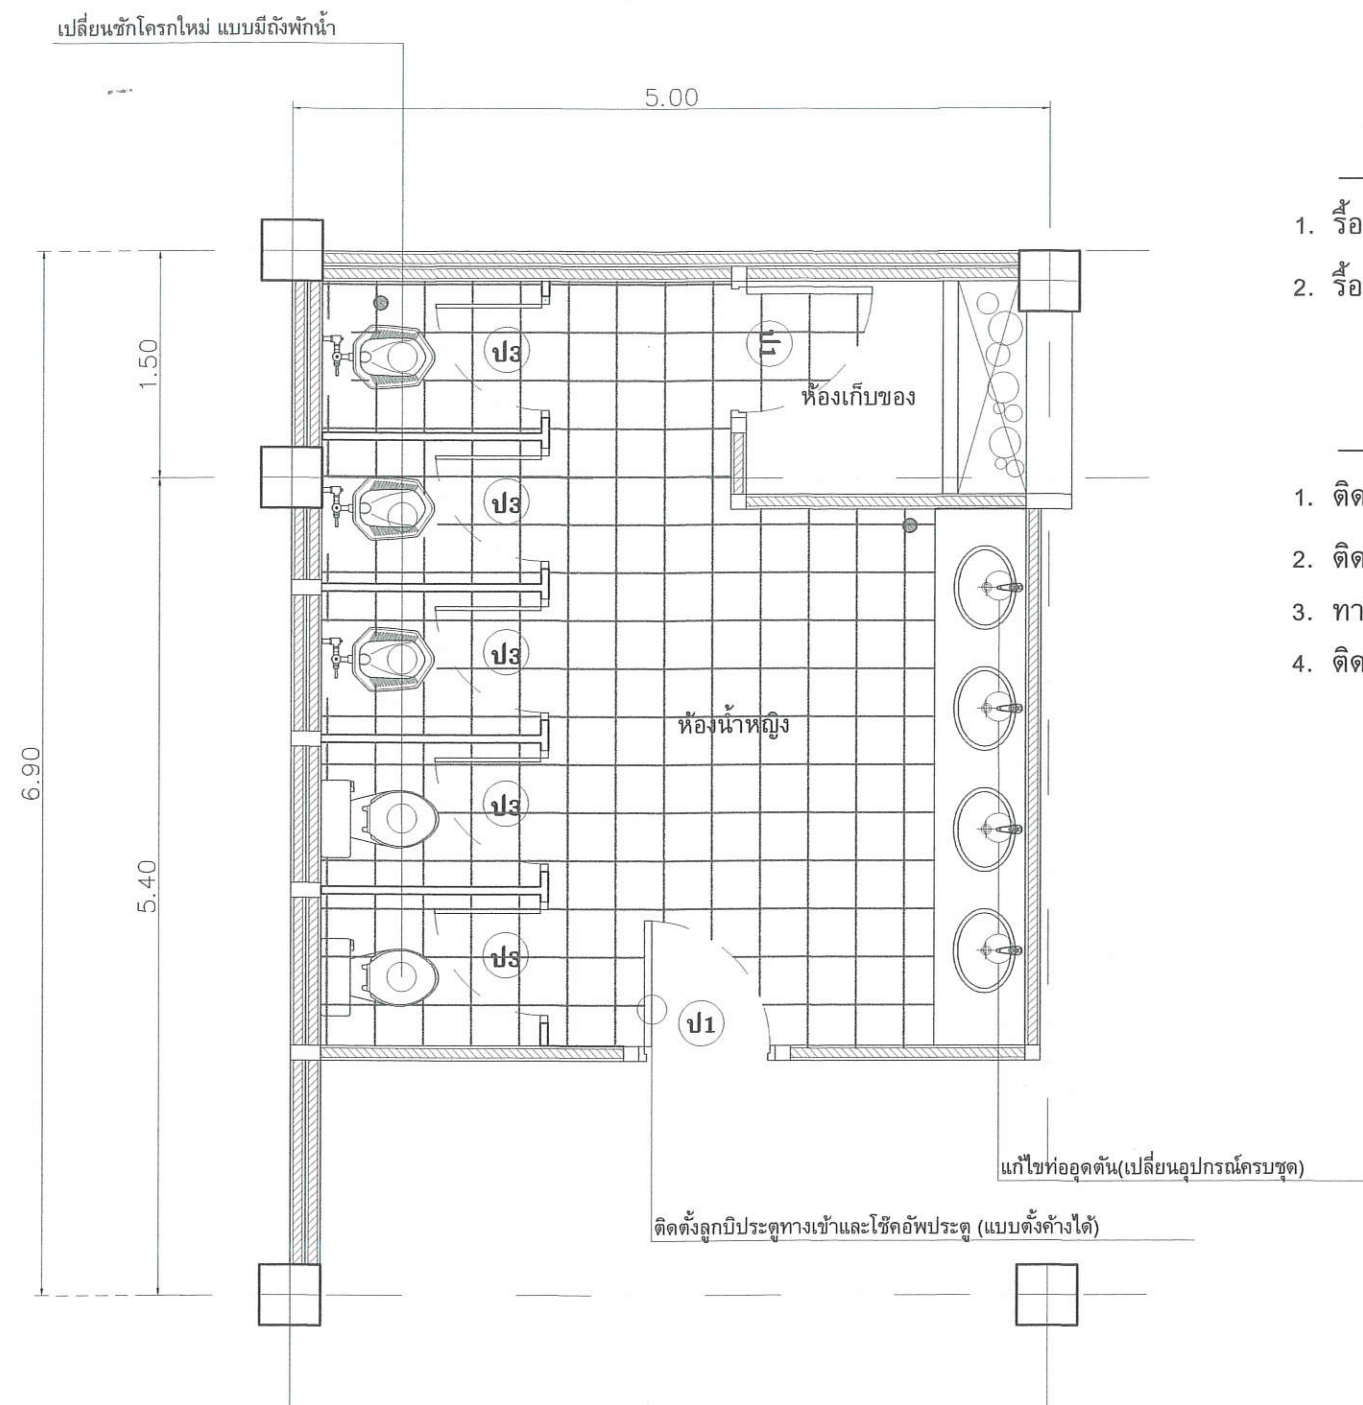 เปลี่ยนชักโครกใหม่ แบบมีถังพักน้ำ
5.00
1. รื้อ
2. รื้อ
1.50
ป3
ป1
ห้องเก็บของ
ป3
1. ติด
2. ติด
3. ทา
4. ติด
ป3
ห้องน้ำหญิง
6.90
ป3
5.40
ป3
ป1
แก้ไขท่ออุดตัน(เปลี่ยนอุปกรณ์ครบชุด)
ติดตั้งลูกบิประตูทางเข้าและโช๊คอัพประตู (แบบตั้งค้างได้)